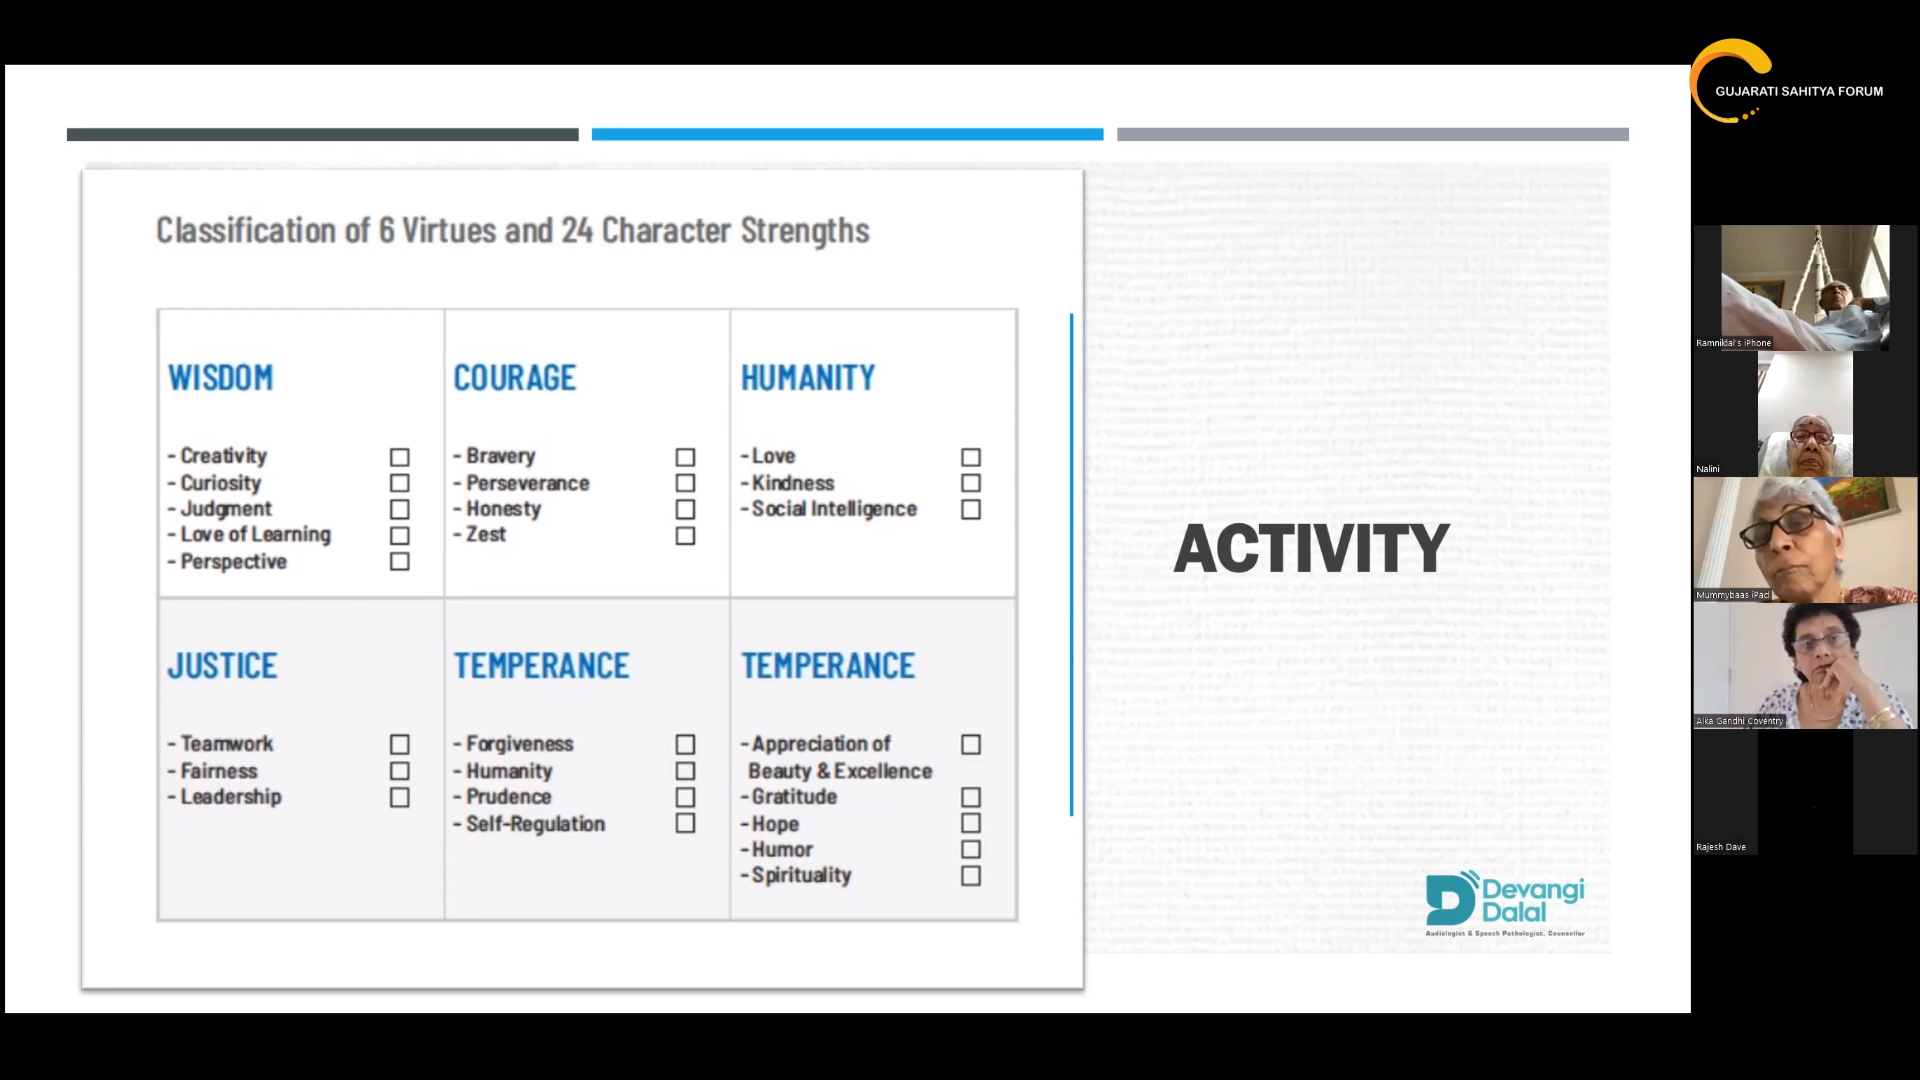 GUJARATI SAHITYA FORUM
Classification of 6 Virtues and 24 Character Strengths
WISDOM
- Creativity
- Curiosity
- Judgment
- Love of Learning
- Perspective
COURAGE
- Bravery
- Perseverance
- Honesty
- Zest
HUMANITY
- Love
- Kindness
- Social Intelligence
JUSTICE
- Teamwork
- Fairness
- Leadership
TEMPERANCE
- Forgiveness
- Humanity
- Prudence
- Self-Regulation
TEMPERANCE
- Appreciation of
Beauty & Excellence
- Gratitude
- Hope
- Humor
- Spirituality
ACTIVITY
Devangi
Dalal
Audiologist & Speech Pathologist. Counsellor
Ramniklal's iPhone
Nalini
Mummybaas iPad
Alka Gandhi Coventry
Rajesh Dave